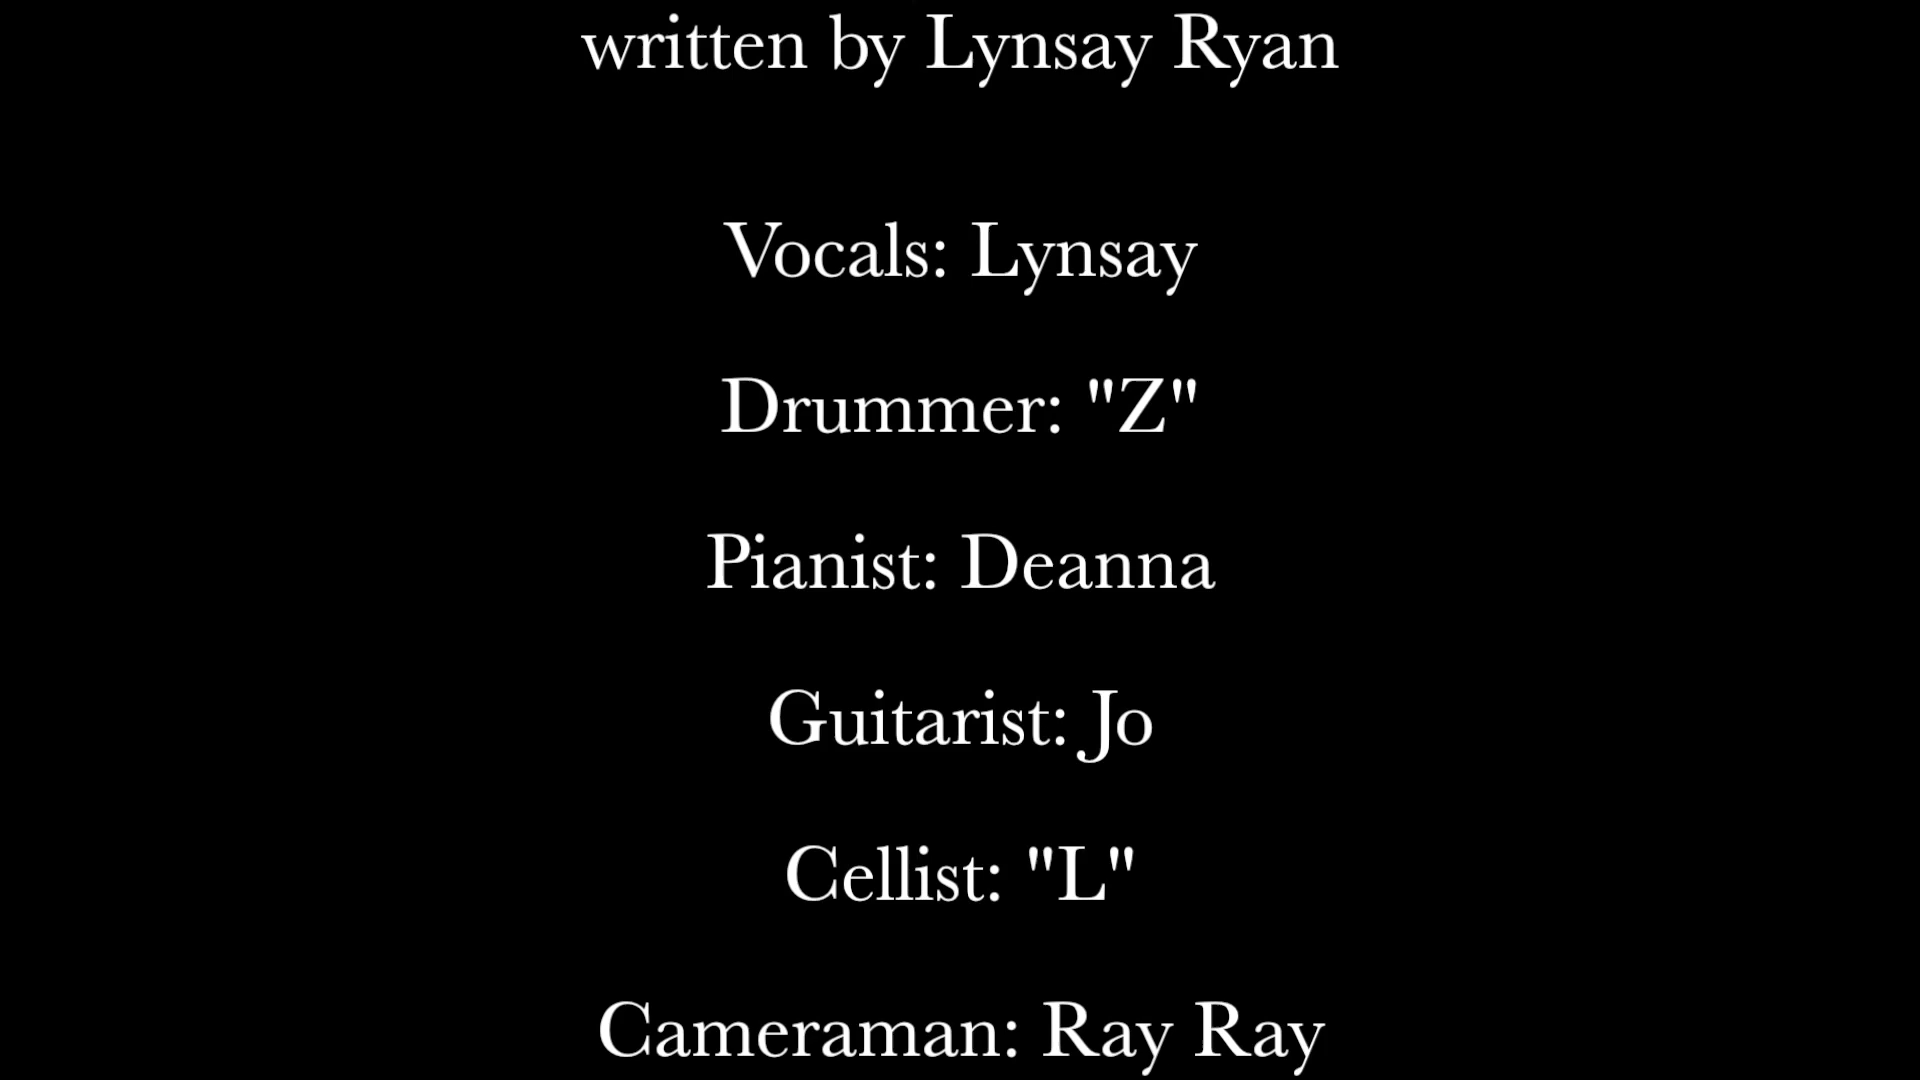 written by Lynsay Ryan
Vocals: Lynsay
Drummer: "Z"
Pianist: Deanna
Guitarist: Jo
Cellist: "L"
Cameraman: Ray Ray